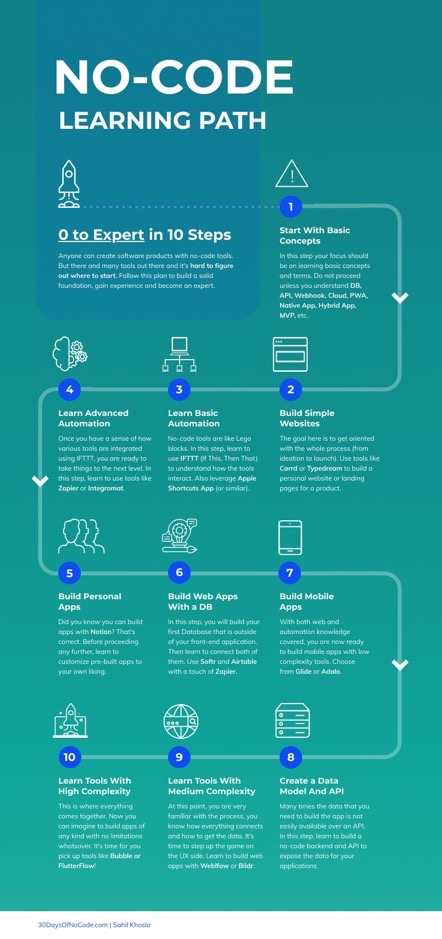 NO-CODE
LEARNING PATH
0 to Expert in 10 Steps
Anyone can create software products with no-code tools.
But there and many tools out there and it's hard to figure
out where to start. Follow this plan to build a solid
foundation, gain experience and become an expert.
1
Start With Basic
Concepts
In this step your focus should
be on learning basic concepts
and terms. Do not proceed
unless you understand DB,
API, Webhook, Cloud, PWA,
Native App, Hybrid App,
MVP, etc.
2
Build Simple
Websites
The goal here is to get oriented
with the whole process (from
ideation to launch). Use tools like
Carrd or Typedream to build a
personal website or landing
pages for a product.
3
Learn Basic
Automation
No-code tools are like Lego
blocks. In this step, learn to
use IFTTT (If This, Then That)
to understand how the tools
interact. Also leverage Apple
Shortcuts App (or similar).
4
Learn Advanced
Automation
Once you have a sense of how
various tools are integrated
using IFTTT, you are ready to
take things to the next level. In
this step, learn to use tools like
Zapier or Integromat.
5
Build Personal
Apps
Did you know you can build
apps with Notion? That's
correct. Before proceeding
any further, learn to
customize pre-built apps to
your own liking.
6
Build Web Apps
With a DB
In this step, you will build your
first Database that is outside
of your front-end application.
Then learn to connect both of
them. Use Softr and Airtable
with a touch of Zapier.
7
Build Mobile
Apps
With both web and
automation knowledge
covered, you are now ready
to build mobile apps with low
complexity tools. Choose
from Glide or Adalo.
8
Create a Data
Model And API
Many times the data that you
need to build the app is not
easily available over an API.
In this step, learn to build a
no-code backend and API to
expose the data for your
applications.
9
Learn Tools With
Medium Complexity
At this point, you are very
familiar with the process, you
know how everything connects
and how to get the data. It's
time to step up the game on
the UX side. Learn to build web
apps with Webflow or Bildr.
10
Learn Tools With
High Complexity
This is where everything
comes together. Now you
can imagine to build apps of
any kind with no limitations
whatsoever. It's time for you
pick up tools like Bubble or
FlutterFlow!
30DaysOfNoCode.com | Sahil Khosla